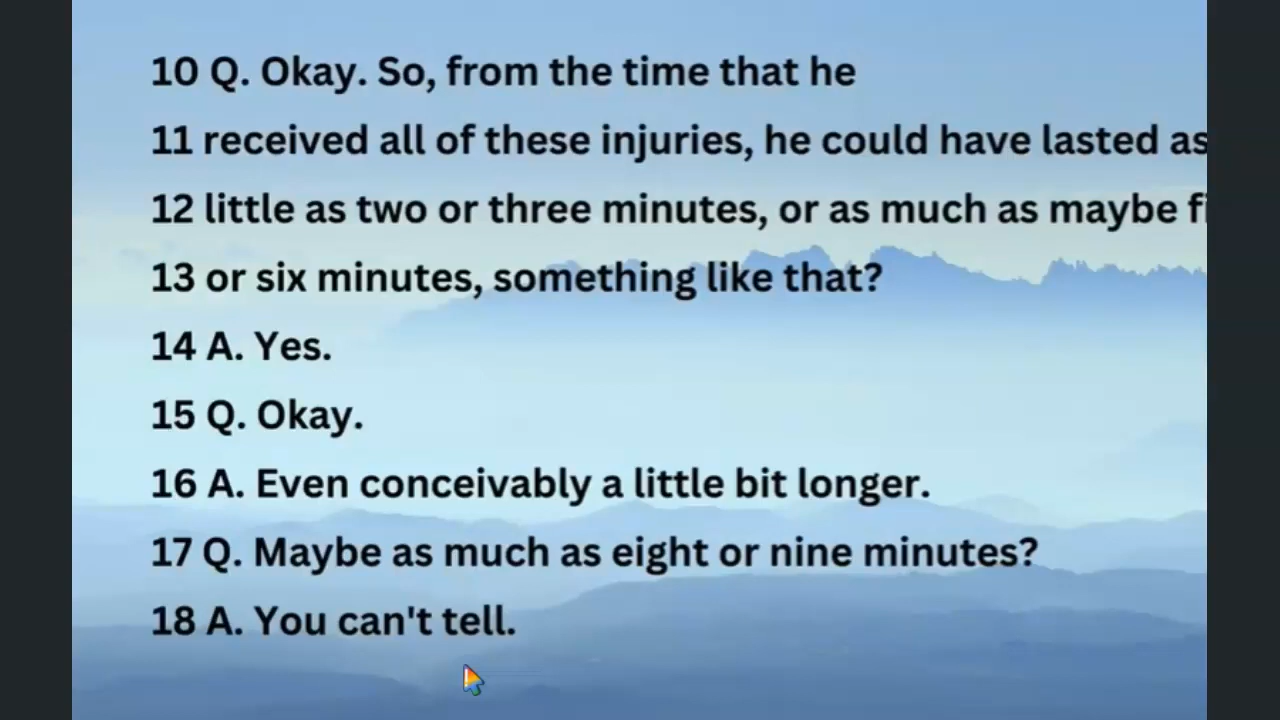 10 Q. Okay. So, from the time that he
11 received all of these injuries, he could have lasted as
12 little as two or three minutes, or as much as maybe
13 or six minutes, something like that?
14 A. Yes.
15 Q. Okay.
16 A. Even conceivably a little bit longer.
17 Q. Maybe as much as eight or nine minutes?
18 A. You can't tell.